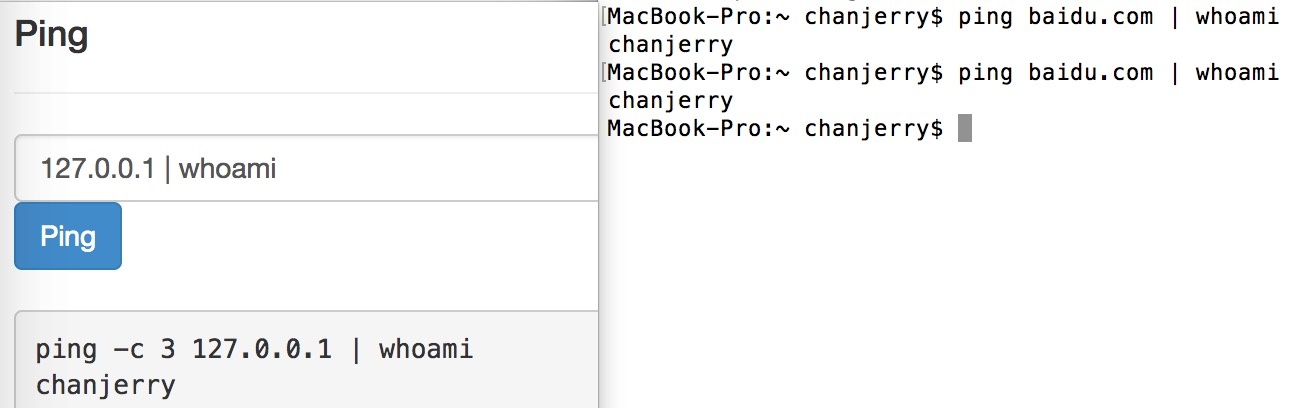 Ping
127.0.0.1 | whoami
Ping
ping -c 3 127.0.0.1 | whoami
chanjerry
[MacBook-Pro:~ chanjerry$ ping baidu.com | whoami
chanjerry
[MacBook-Pro:~ chanjerry$ ping baidu.com | whoami
chanjerry
MacBook-Pro:~ chanjerry$